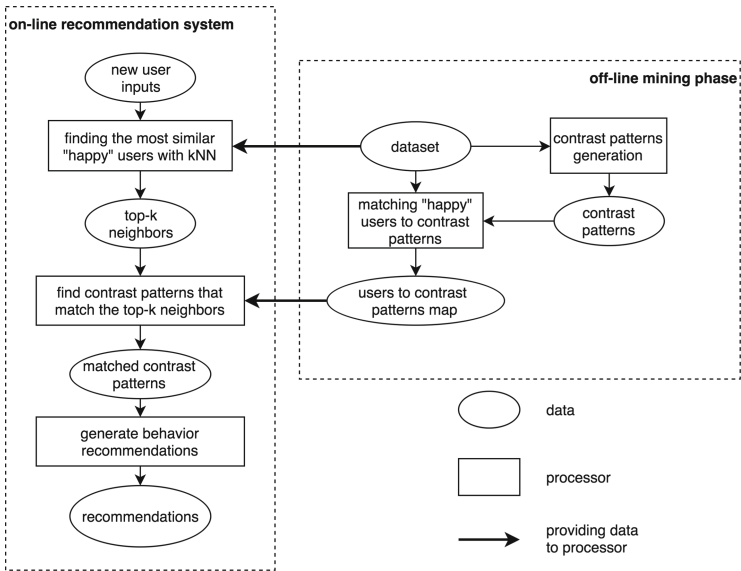 on-line recommendation system
new user
inputs
finding the most similar
"happy" users with kNN
top-k
neighbors
find contrast patterns that
match the top-k neighbors
matched contrast
patterns
generate behavior
recommendations
recommendations
off-line mining phase
dataset
contrast patterns
generation
matching "happy"
users to contrast
patterns
contrast
patterns
users to contrast
patterns map
data
processor
providing data
to processor